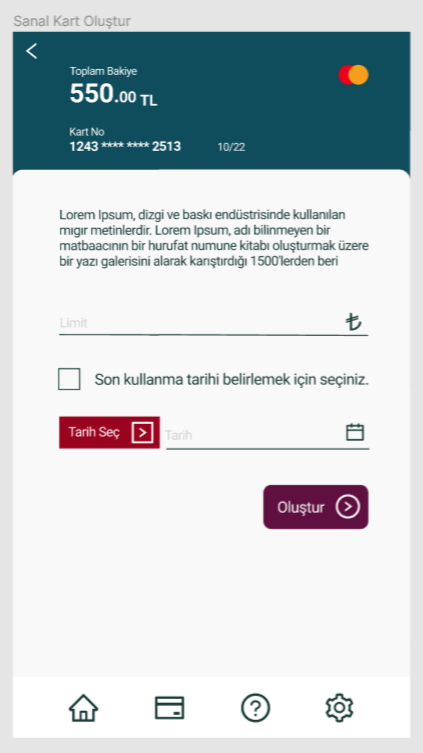 Sanal Kart Oluştur
Toplam Bakiye
550.00 TL
Kart No
1243 **** **** 2513 10/22
Lorem Ipsum, dizgi ve baskı endüstrisinde kullanılan
mıgır metinlerdir. Lorem Ipsum, adı bilinmeyen bir
matbaacının bir hurufat numune kitabı oluşturmak üzere
bir yazı galerisini alarak karıştırdığı 1500'lerden beri
Limit ₺
Son kullanma tarihi belirlemek için seçiniz.
Tarih Seç Tarih
Oluştur